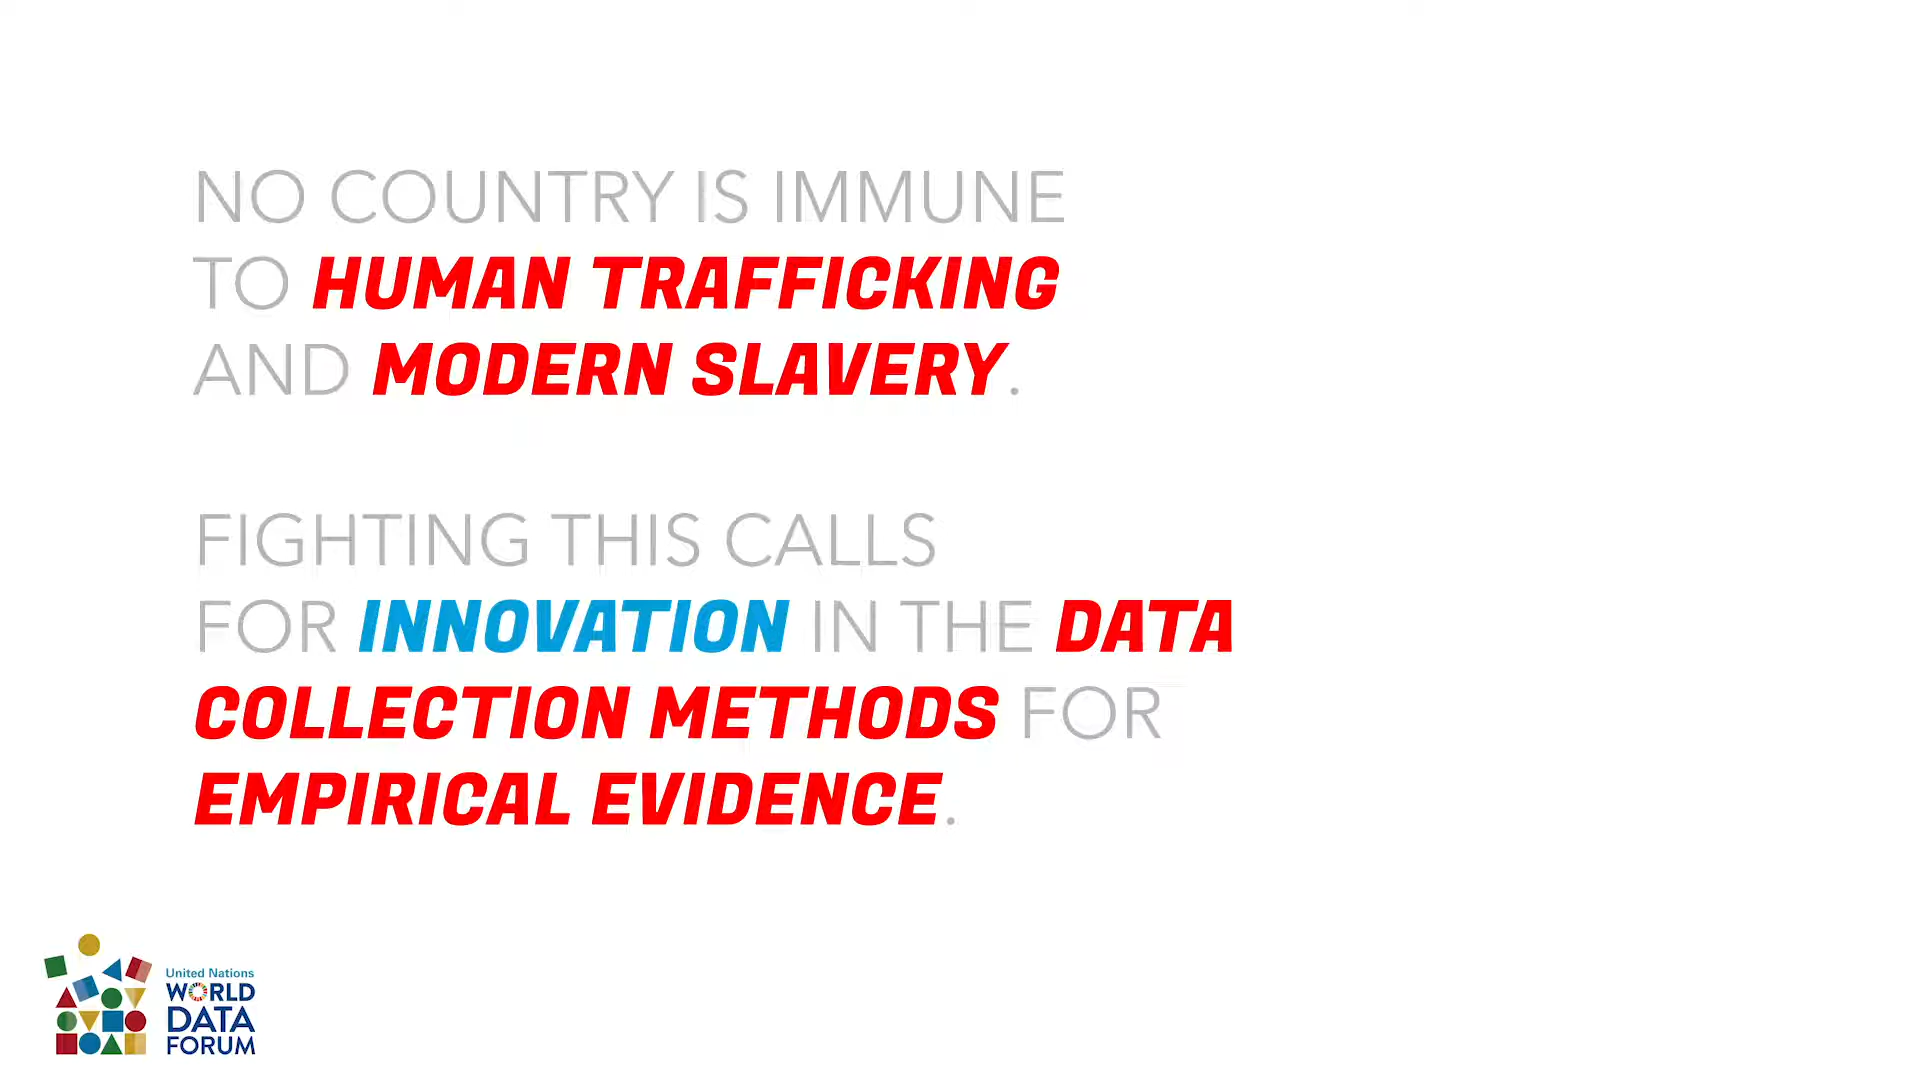 NO COUNTRY IS IMMUNE
TO HUMAN TRAFFICKING
AND MODERN SLAVERY.
FIGHTING THIS CALLS
FOR INNOVATION IN THE DATA
COLLECTION METHODS FOR
EMPIRICAL EVIDENCE.
United Nations
WORLD
DATA
FORUM